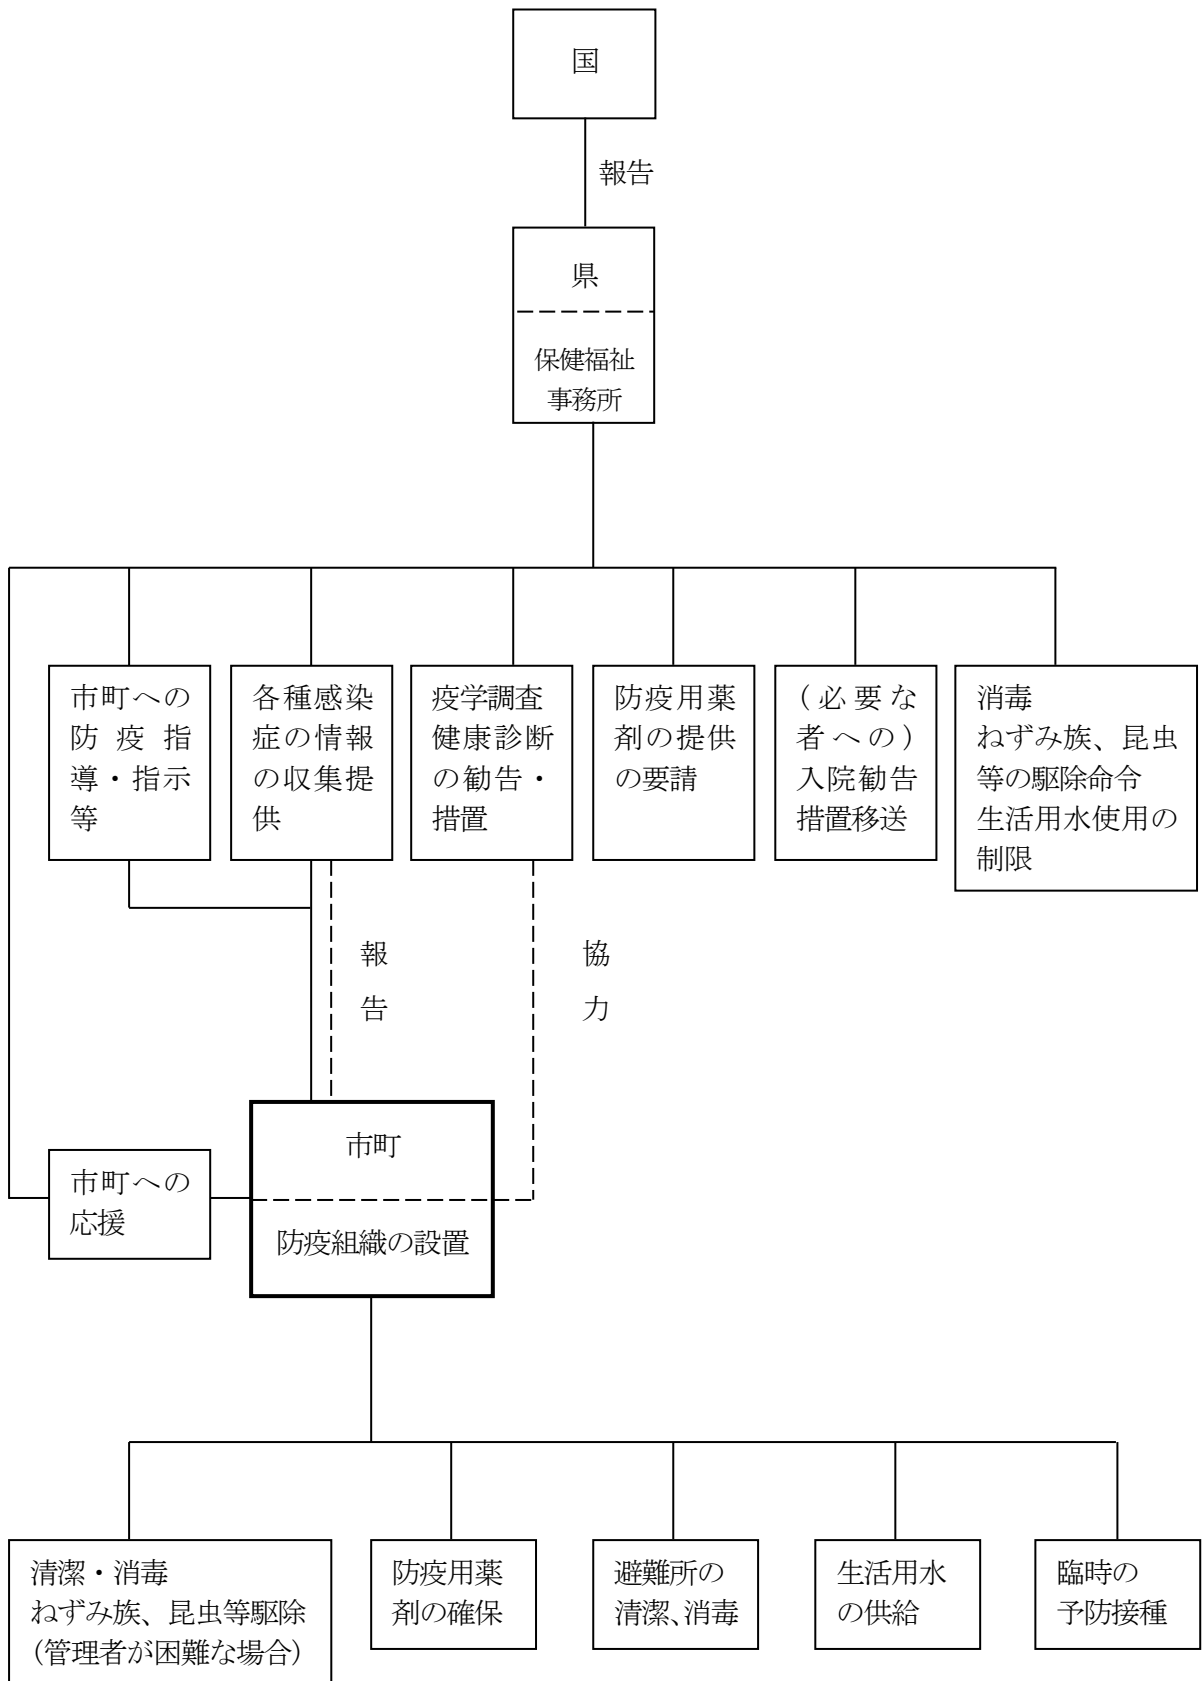 国
報告
県
保健福祉
事務所
市町への
防疫指
導・指示
等
各種感染
症の情報
の収集提
供
疫学調査
健康診断
の勧告・
措置
防疫用薬
剤の提供
の要請
(必要な
者への)
入院勧告
措置移送
消毒
ねずみ族、昆虫
等の駆除命令
生活用水使用の
制限
報
告
協
力
市町への
応援
市町
防疫組織の設置
清潔・消毒
ねずみ族、昆虫等駆除
(管理者が困難な場合)
防疫用薬
剤の確保
避難所の
清潔、消毒
生活用水
の供給
臨時の
予防接種